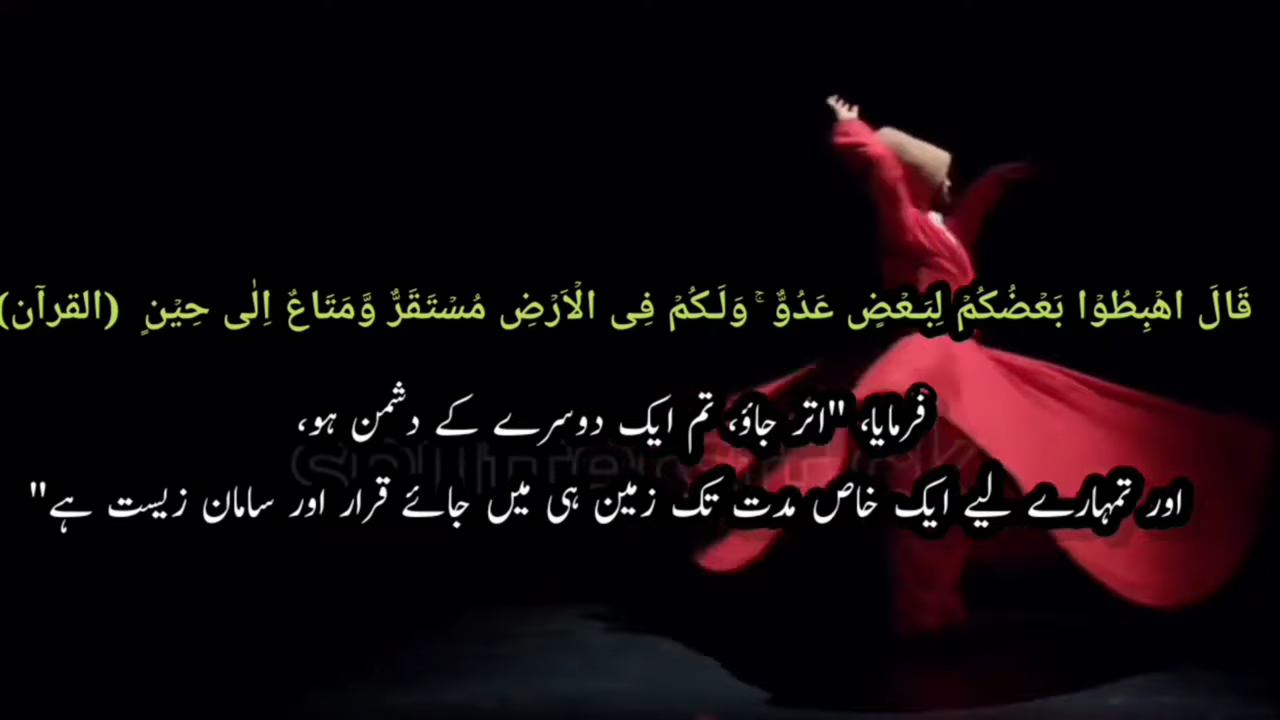 قَالَ اهۡبِطُوۡا بَعۡضُكُمۡ لِبَعۡضٍ عَدُوٌّ‌ ۚ وَلَـكُمۡ فِى الۡاَرۡضِ مُسۡتَقَرٌّ وَّمَتَاعٌ اِلٰى حِيۡنٍ (القرآن)
فرمایا، "اتر جاؤ، تم ایک دوسرے کے دشمن ہو،
اور تمہارے لیے ایک خاص مدت تک زمین ہی میں جائے قرار اور سامان زیست ہے"